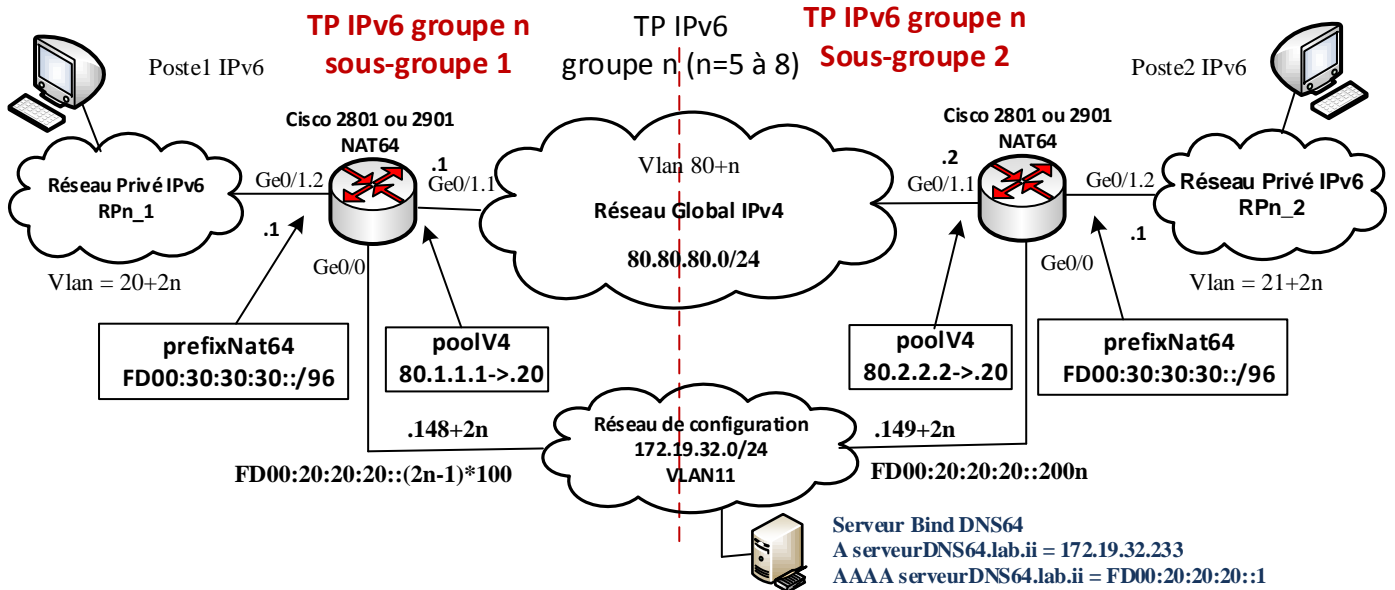 TP IPv6 groupe n
sous-groupe 1
TP IPv6
groupe n (n=5 à 8)
TP IPv6 groupe n
Sous-groupe 2
Poste1 IPv6
Poste2 IPv6
Cisco 2801 ou 2901
NAT64
Cisco 2801 ou 2901
NAT64
Réseau Privé IPv6
RPn_1
Ge0/1.2
.1
.1
Ge0/1.1
Vlan 80+n
Réseau Global IPv4
80.80.80.0/24
.2
Ge0/1.1
Ge0/1.2
.1
Réseau Privé IPv6
RPn_2
Vlan = 20+2n
Ge0/0
Ge0/0
Vlan = 21+2n
prefixNat64
FD00:30:30:30::/96
poolV4
80.1.1.1->.20
poolV4
80.2.2.2->.20
prefixNat64
FD00:30:30:30::/96
.148+2n
FD00:20:20:20::(2n-1)*100
Réseau de configuration
172.19.32.0/24
VLAN11
.149+2n
FD00:20:20:20::200n
Serveur Bind DNS64
A serveurDNS64.lab.ii = 172.19.32.233
AAAA serveurDNS64.lab.ii = FD00:20:20:20::1